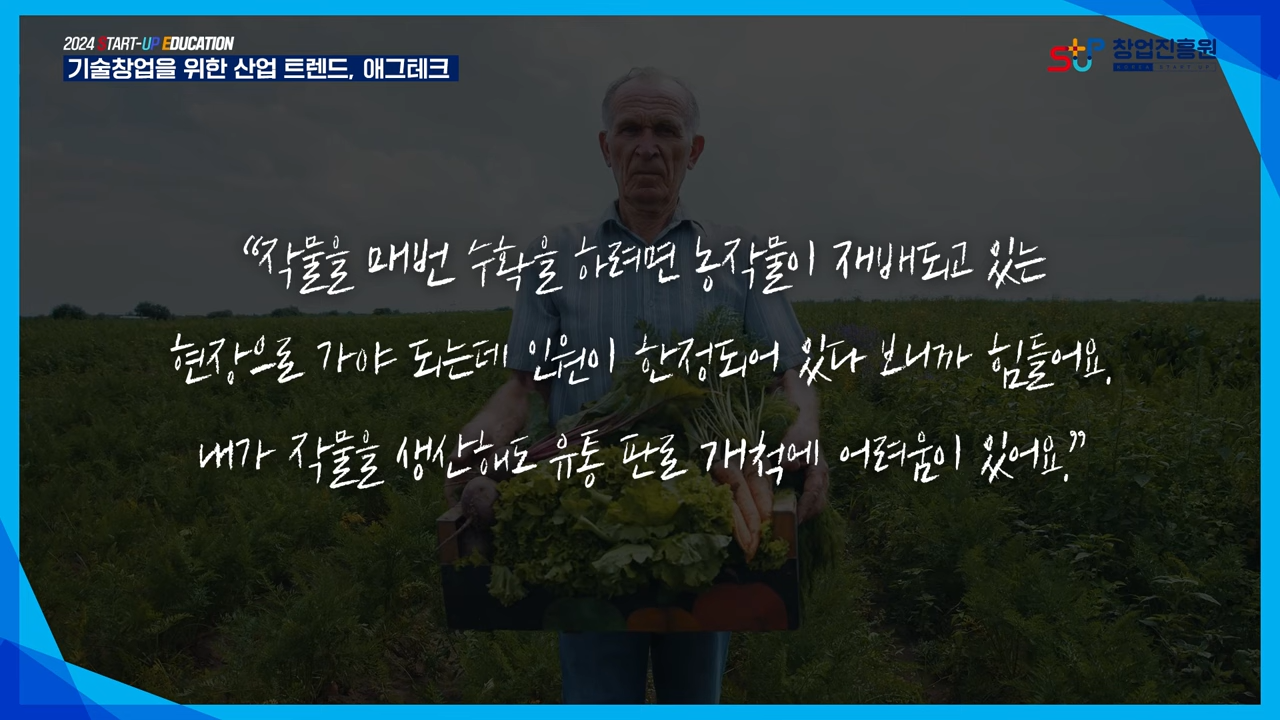 2024 START-UP EDUCATION
기술창업을 위한 산업 트렌드, 애그테크
창업진흥원
“작물을 매번 수확을 하려면 농작물이 재배되고 있는
현장으로 가야 되는데 인원이 한정되어 있다 보니까 힘들어요.
내가 작물을 생산해도 유통 판로 개척에 어려움이 있어요.”